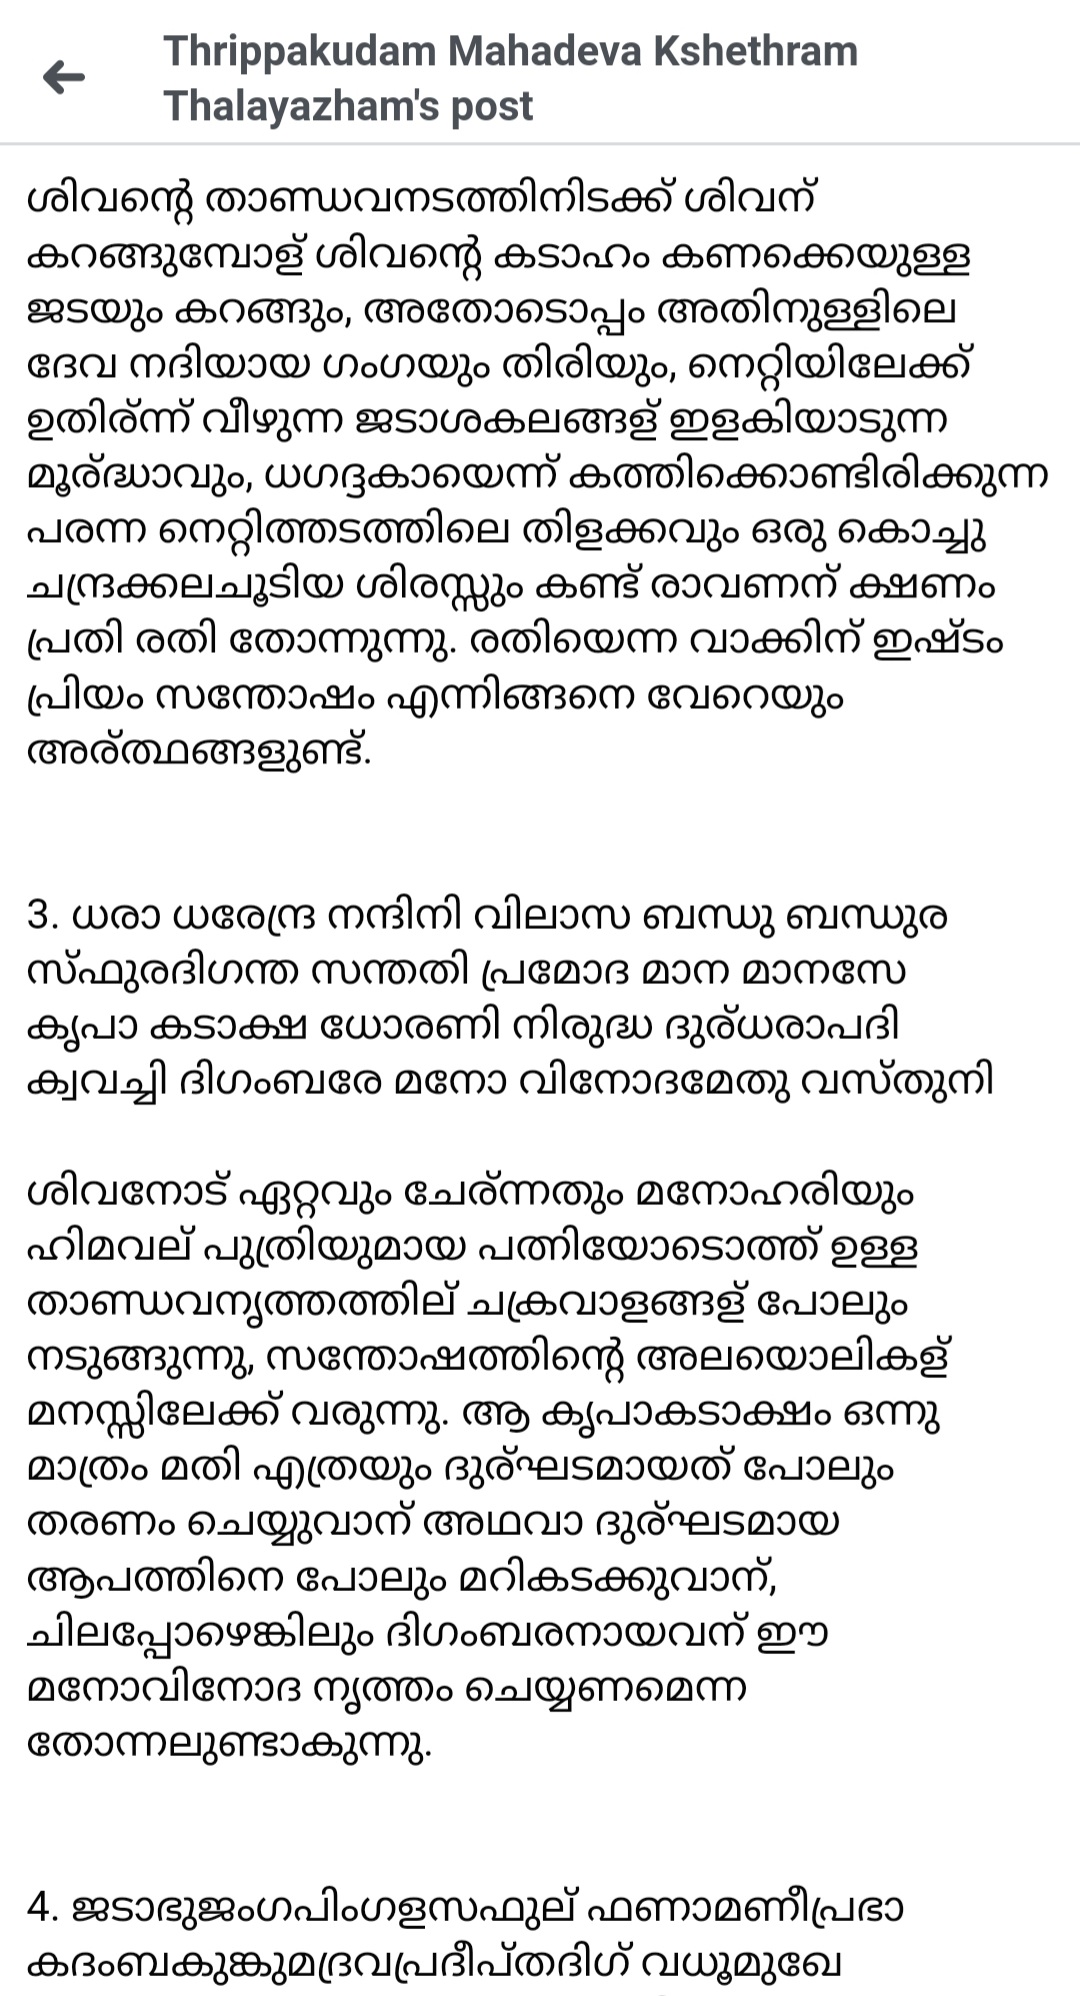 Thrippakudam Mahadeva Kshethram
Thalayazham's post
ശിവന്റെ താണ്ഡവനടത്തിനിടക്ക് ശിവന്
കറങ്ങുമ്പോള് ശിവന്റെ കടാഹം കണക്കെയുള്ള
ജടയും കറങ്ങും, അതോടൊപ്പം അതിനുള്ളിലെ
ദേവ നദിയായ ഗംഗയും തിരിയും, നെറ്റിയിലേക്ക്
ഉതിര്ന്ന് വീഴുന്ന ജടാശകലങ്ങള് ഇളകിയാടുന്ന
മൂര്ദ്ധാവും, ധഗദ്ദകായെന്ന് കത്തിക്കൊണ്ടിരിക്കുന്ന
പരന്ന നെറ്റിത്തടത്തിലെ തിളക്കവും ഒരു കൊച്ചു
ചന്ദ്രക്കലചൂടിയ ശിരസ്സും കണ്ട് രാവണന് ക്ഷണം
പ്രതി രതി തോന്നുന്നു. രതിയെന്ന വാക്കിന് ഇഷ്ടം
പ്രിയം സന്തോഷം എന്നിങ്ങനെ വേറെയും
അര്ത്ഥങ്ങളുണ്ട്.
3. ധരാ ധരേന്ദ്ര നന്ദിനി വിലാസ ബന്ധു ബന്ധുര
സ്ഫുരദിഗന്ത സന്തതി പ്രമോദ മാന മാനസേ
കൃപാ കടാക്ഷ ധോരണി നിരുദ്ധ ദുര്ധരാപദി
ക്വവച്ചി ദിഗംബരേ മനോ വിനോദമേതു വസ്തുനി
ശിവനോട് ഏറ്റവും ചേര്ന്നതും മനോഹരിയും
ഹിമവല് പുത്രിയുമായ പത്നിയോടൊത്ത് ഉള്ള
താണ്ഡവനൃത്തത്തില് ചക്രവാളങ്ങള് പോലും
നടുങ്ങുന്നു, സന്തോഷത്തിന്റെ അലയൊലികള്
മനസ്സിലേക്ക് വരുന്നു. ആ കൃപാകടാക്ഷം ഒന്നു
മാത്രം മതി എത്രയും ദുര്ഘടമായത് പോലും
തരണം ചെയ്യുവാന് അഥവാ ദുര്ഘടമായ
ആപത്തിനെ പോലും മറികടക്കുവാന്,
ചിലപ്പോഴെങ്കിലും ദിഗംബരനായവന് ഈ
മനോവിനോദ നൃത്തം ചെയ്യണമെന്ന
തോന്നലുണ്ടാകുന്നു.
4. ജടാഭുജംഗപിംഗളസഫുല് ഫണാമണീപ്രഭാ
കദംബകുങ്കുമദ്രവപ്രദീപ്തദിഗ് വധൂമുഖേ